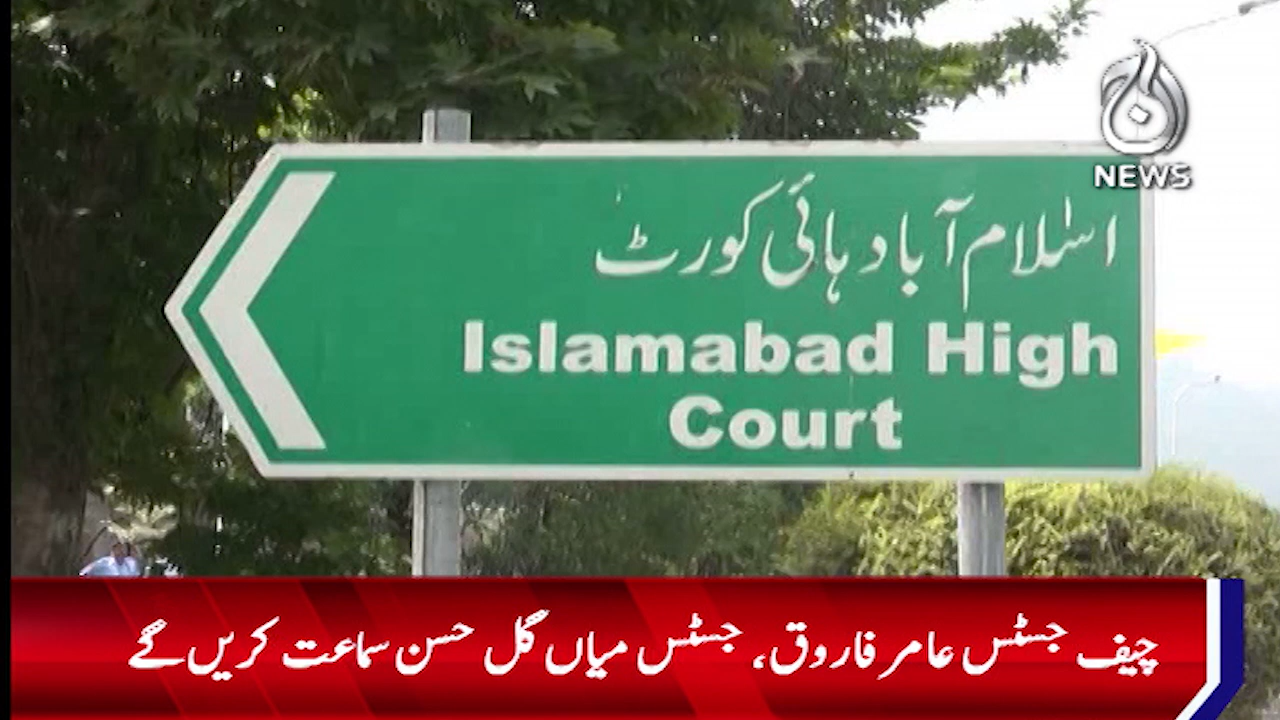 NEWS
اسلام آباد ہائی کورٹ
Islamabad High
Court
چیف جسٹس عامر فاروق، جسٹس میاں گل حسن سماعت کریں گے